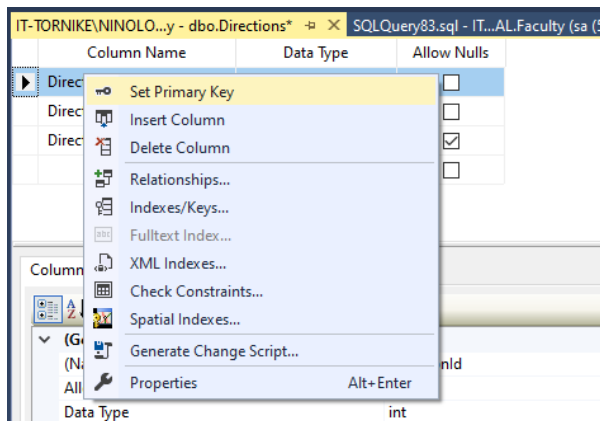 IT-TORNIKE\NINOLO...y - dbo.Directions* SQLQuery83.sql - IT...AL.Faculty (sa (5
Column Name Data Type Allow Nulls
Direc
Set Primary Key
Direc
Insert Column
Direc
Delete Column
Relationships...
Indexes/Keys...
Fulltext Index...
XML Indexes...
Column
Check Constraints...
Spatial Indexes...
(Ge
Generate Change Script...
(Na nId
Properties Alt+Enter
All
Data Type int